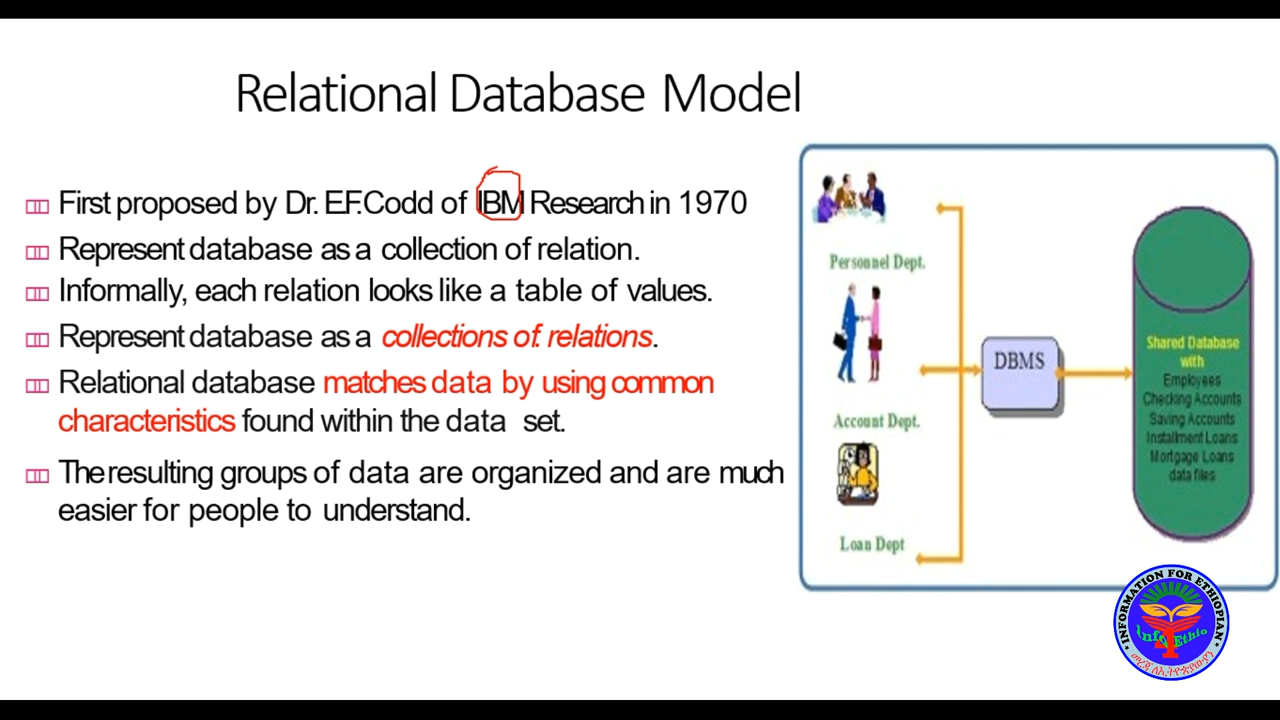 Relational Database Model
First proposed by Dr. E.F.Codd of IBM Research in 1970
Represent database as a collection of relation.
Informally, each relation looks like a table of values.
Represent database as a collections of. relations.
Relational database matches data by using common
characteristics found within the data set.
The resulting groups of data are organized and are much
easier for people to understand.
Personnel Dept.
Account Dept.
Loan Dept
DBMS
Shared Database
with
Employees
Checking Accounts
Saving Accounts
Installment Loans
Mortgage Loans
data files
INFORMATION FOR ETHIOPIAN
Info Ethio
መረጃ ለኢትዮጵያውያን